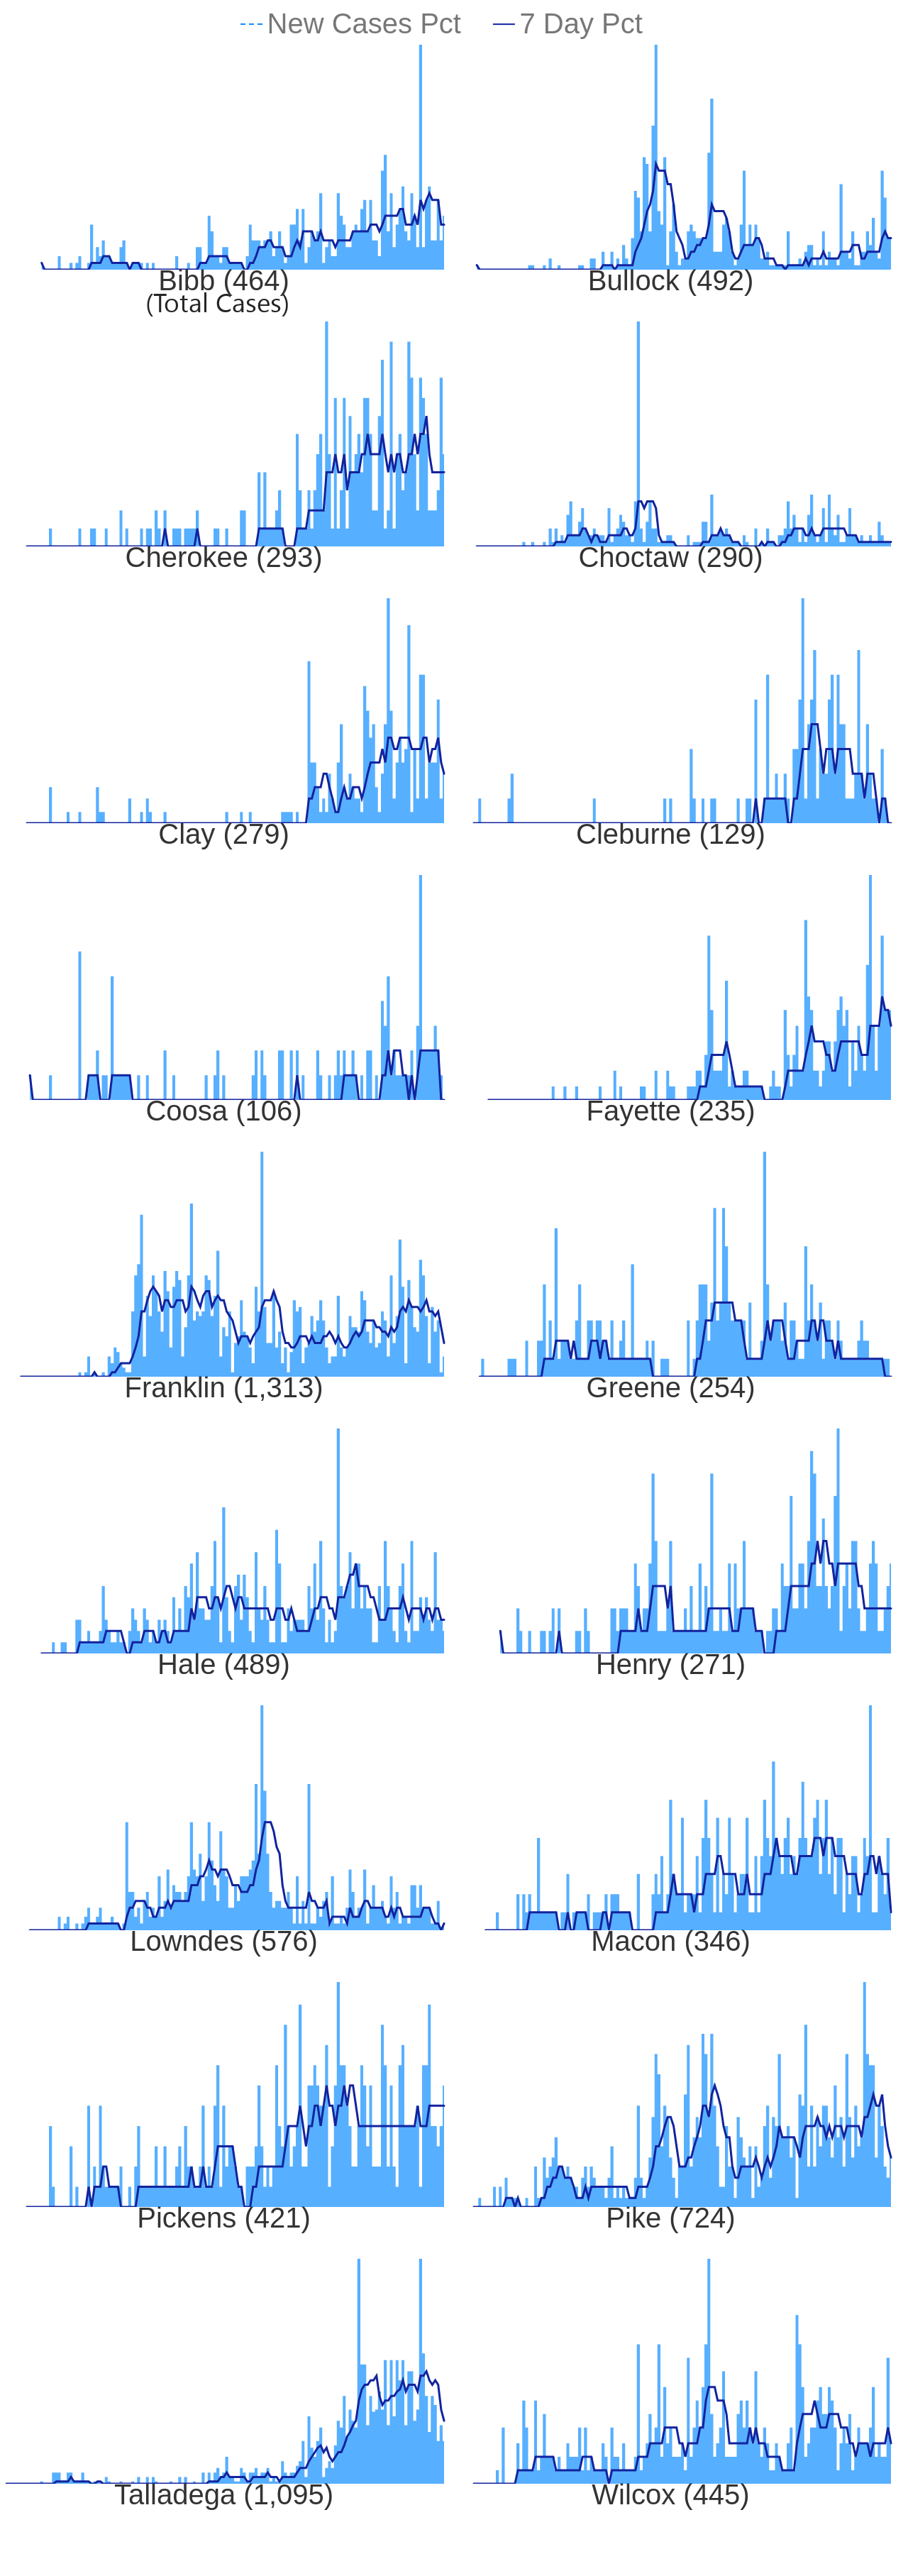 New Cases Pct 7 Day Pct
Bibb (464) Bullock (492)
(Total Cases)
Cherokee (293) Choctaw (290)
Clay (279) Cleburne (129)
Coosa (106) Fayette (235)
Franklin (1,313) Greene (254)
Hale (489) Henry (271)
Lowndes (576) Macon (346)
Pickens (421) Pike (724)
Talladega (1,095) Wilcox (445)